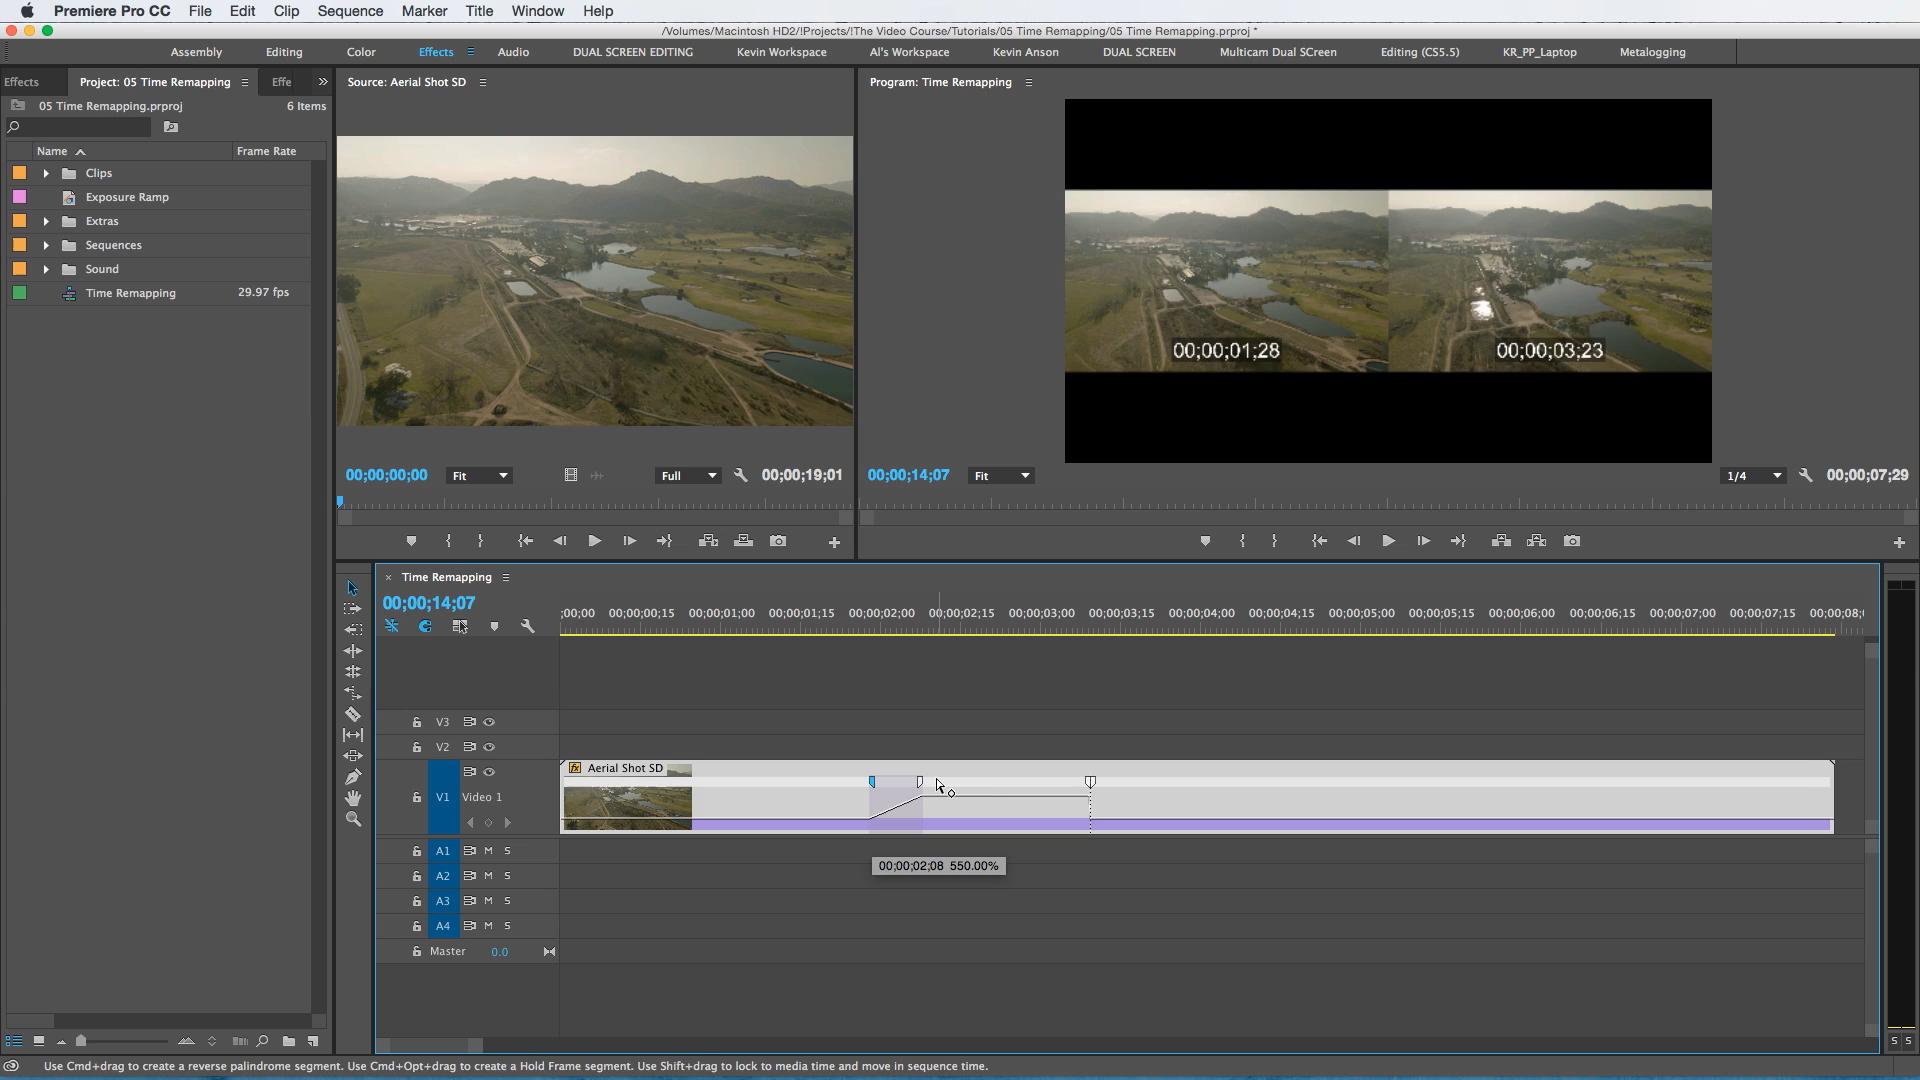 Premiere Pro CC File Edit Clip Sequence Marker Title Window Help
/Volumes/Macintosh HD2/!Projects/!The Video Course/Tutorials/05 Time Remapping/05 Time Remapping.prproj *
Assembly Editing Color Effects Audio DUAL SCREEN EDITING Kevin Workspace Al's Workspace Kevin Anson DUAL SCREEN Multicam Dual SCreen Editing (CS5.5) KR_PP_Laptop Metalogging
Effects Project: 05 Time Remapping Effe Source: Aerial Shot SD Program: Time Remapping
05 Time Remapping.prproj 6 Items
Name Frame Rate
Clips
Exposure Ramp
Extras
Sequences
Sound
Time Remapping 29.97 fps
00;00;01;28 00;00;03;23
00;00;00;00 Fit Full 00;00;19;01 00;00;14;07 Fit 1/4 00;00;07;29
Time Remapping
00;00;14;07
;00;00 00;00;00;15 00;00;01;00 00;00;01;15 00;00;02;00 00;00;02;15 00;00;03;00 00;00;03;15 00;00;04;00 00;00;04;15 00;00;05;00 00;00;05;15 00;00;06;00 00;00;06;15 00;00;07;00 00;00;07;15 00;00;08;
V3
V2
fx Aerial Shot SD
V1 Video 1
A1 M S
00;00;02;08 550.00%
A2 M S
A3 M S
A4 M S
Master 0.0
S S
Use Cmd+drag to create a reverse palindrome segment. Use Cmd+Opt+drag to create a Hold Frame segment. Use Shift+drag to lock to media time and move in sequence time.